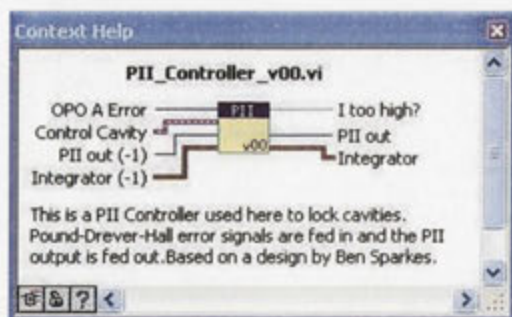 Context Help
PII_Controller_v00.vi
OPO A Error
Control Cavity
PII out (-1)
Integrator (-1)
PII
v00
I too high?
PII out
Integrator
This is a PII Controller used here to lock cavities.
Pound-Drever-Hall error signals are fed in and the PII
output is fed out.Based on a design by Ben Sparkes.
?